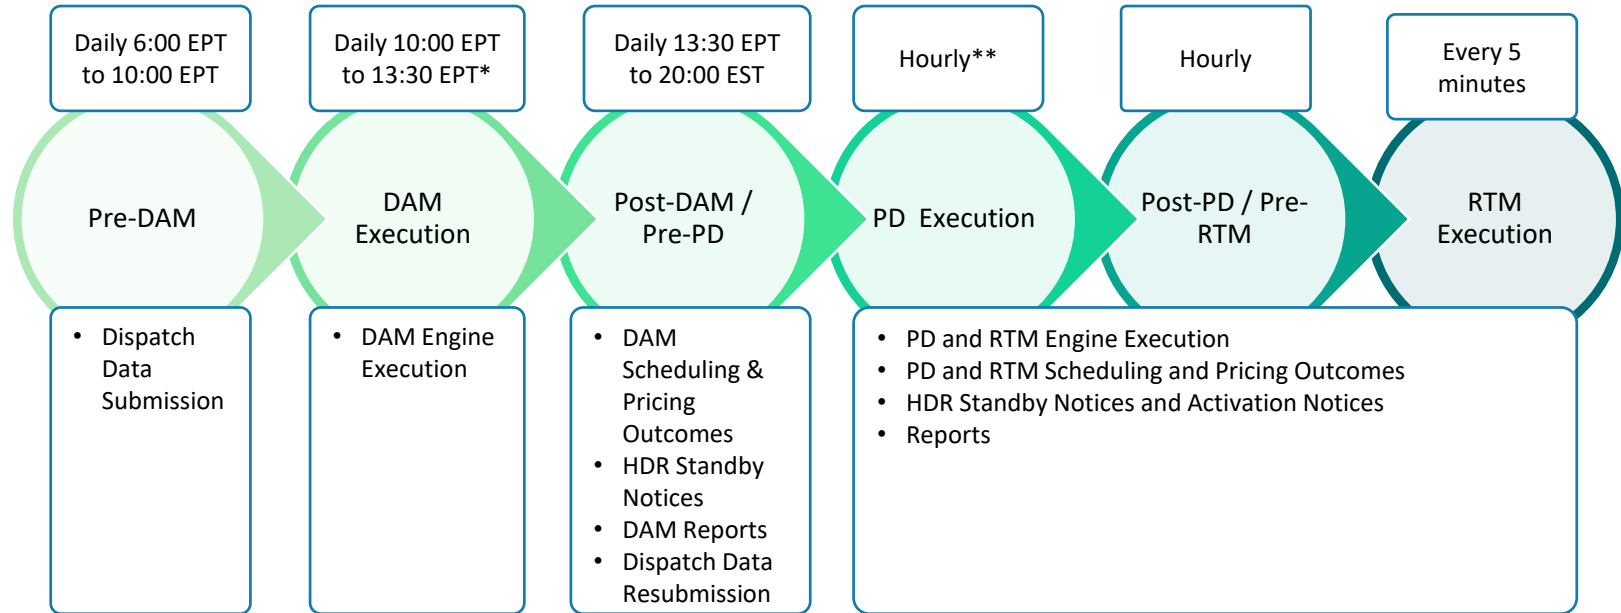 Daily 6:00 EPT
to 10:00 EPT
Daily 10:00 EPT
to 13:30 EPT*
Daily 13:30 EPT
to 20:00 EST
Hourly**
Hourly
Every 5
minutes
Pre-DAM
DAM
Execution
Post-DAM /
Pre-PD
PD Execution
Post-PD / Pre-
RTM
RTM
Execution
• Dispatch
Data
Submission
• DAM Engine
Execution
• DAM
Scheduling &
Pricing
Outcomes
• HDR Standby
Notices
• DAM Reports
• Dispatch Data
Resubmission
• PD and RTM Engine Execution
• PD and RTM Scheduling and Pricing Outcomes
• HDR Standby Notices and Activation Notices
• Reports